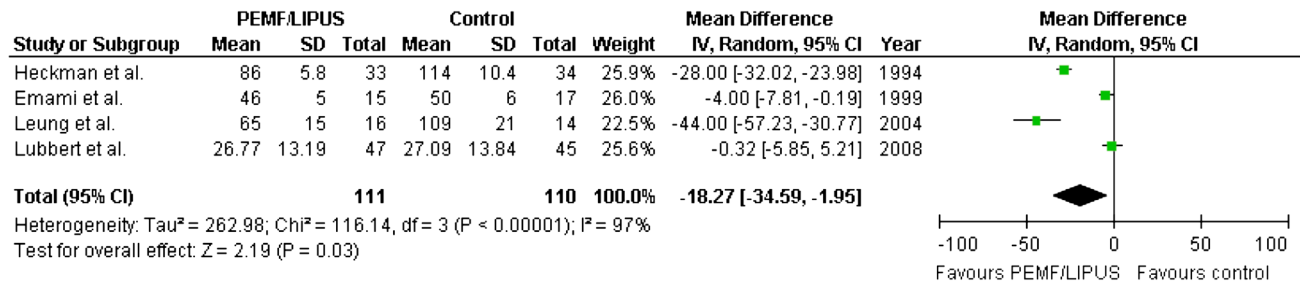 PEMF/LIPUS Control Mean Difference Mean Difference
Study or Subgroup Mean SD Total Mean SD Total Weight IV, Random, 95% CI Year IV, Random, 95% CI
Heckman et al. 86 5.8 33 114 10.4 34 25.9% -28.00 [-32.02, -23.98] 1994
Emami et al. 46 5 15 50 6 17 26.0% -4.00 [-7.81, -0.19] 1999
Leung et al. 65 15 16 109 21 14 22.5% -44.00 [-57.23, -30.77] 2004
Lubbert et al. 26.77 13.19 47 27.09 13.84 45 25.6% -0.32 [-5.85, 5.21] 2008
Total (95% CI) 111 110 100.0% -18.27 [-34.59, -1.95]
Heterogeneity: Tau² = 262.98; Chi² = 116.14, df = 3 (P < 0.00001); I² = 97%
Test for overall effect: Z = 2.19 (P = 0.03)
-100 -50 0 50 100
Favours PEMF/LIPUS Favours control